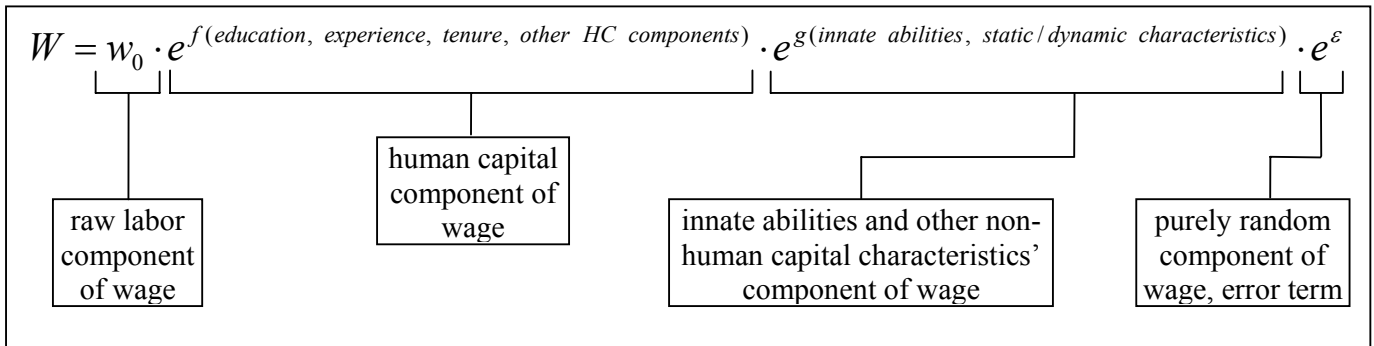 W = w₀ · e^{f(education, experience, tenure, other HC components)} · e^{g(innate abilities, static/dynamic characteristics)} · e^ε
human capital
component of
wage
raw labor
component
of wage
innate abilities and other non-
human capital characteristics’
component of wage
purely random
component of
wage, error term